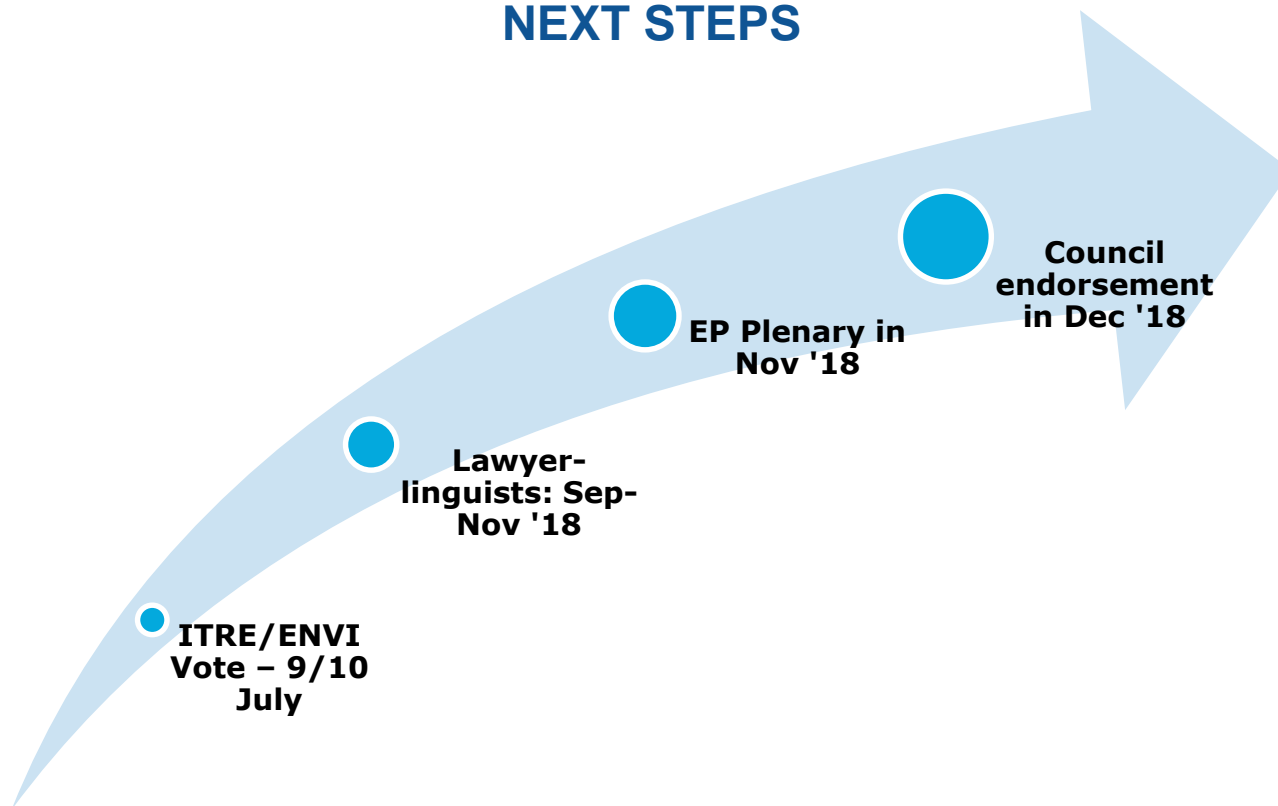 NEXT STEPS
Council
endorsement
in Dec '18
EP Plenary in
Nov '18
Lawyer-
linguists: Sep-
Nov '18
ITRE/ENVI
Vote – 9/10
July